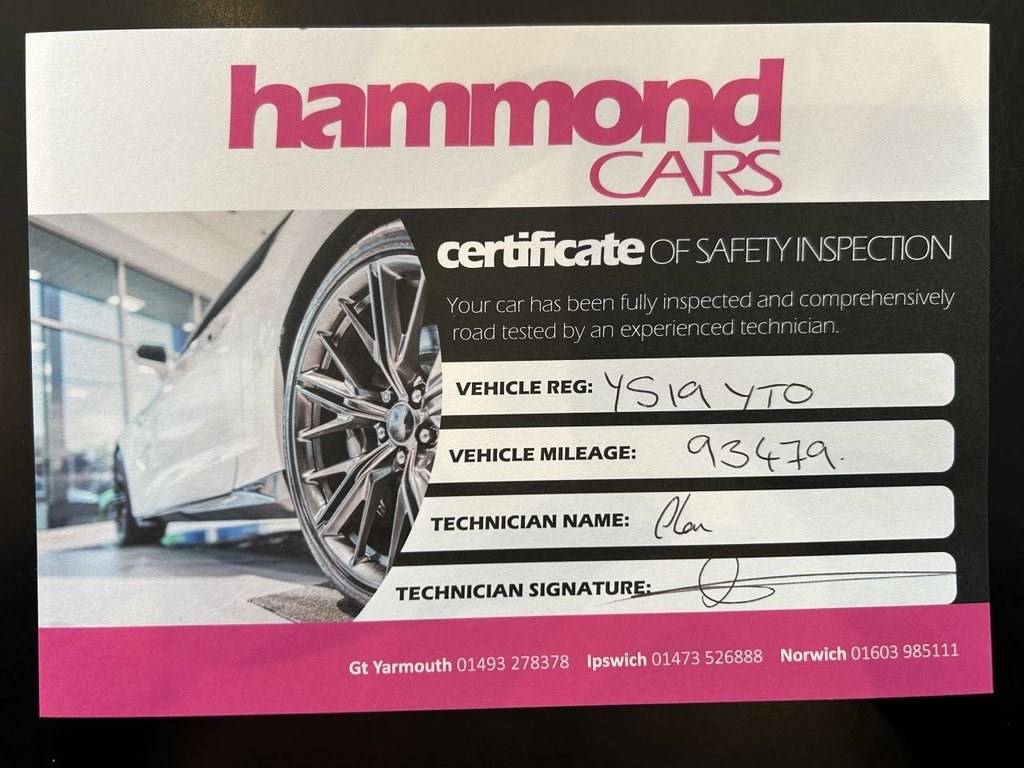 hammond
CARS
certificate OF SAFETY INSPECTION
Your car has been fully inspected and comprehensively
road tested by an experienced technician.
VEHICLE REG: YS19 YTO
VEHICLE MILEAGE: 93479.
TECHNICIAN NAME:
TECHNICIAN SIGNATURE:
Gt Yarmouth 01493 278378 Ipswich 01473 526888 Norwich 01603 985111